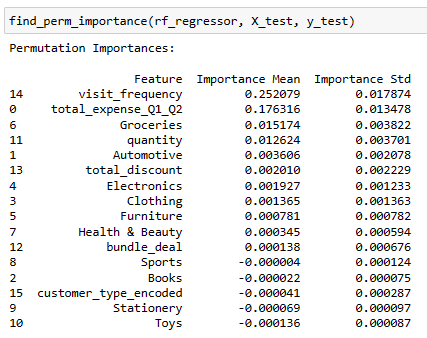 find_perm_importance(rf_regressor, X_test, y_test)
Permutation Importances:
Feature Importance Mean Importance Std
14 visit_frequency 0.252079 0.017874
0 total_expense_Q1_Q2 0.176316 0.013478
6 Groceries 0.015174 0.003822
11 quantity 0.012624 0.003701
1 Automotive 0.003606 0.002078
13 total_discount 0.002010 0.002229
4 Electronics 0.001927 0.001233
3 Clothing 0.001365 0.001363
5 Furniture 0.000781 0.000782
7 Health & Beauty 0.000345 0.000594
12 bundle_deal 0.000138 0.000676
8 Sports -0.000004 0.000124
2 Books -0.000022 0.000075
15 customer_type_encoded -0.000041 0.000287
9 Stationery -0.000069 0.000097
10 Toys -0.000136 0.000087